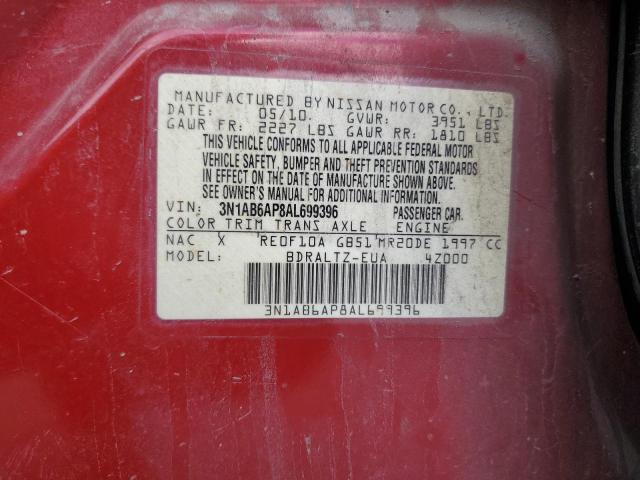 MANUFACTURED BY NISSAN MOTOR CO., LTD.
DATE: 05/10. GVWR: 3951 LBS
GAWR FR: 2227 LBS GAWR RR: 1810 LBS
THIS VEHICLE CONFORMS TO ALL APPLICABLE FEDERAL MOTOR
VEHICLE SAFETY, BUMPER AND THEFT PREVENTION STANDARDS
IN EFFECT ON THE DATE OF MANUFACTURE SHOWN ABOVE.
SEE OWNER'S MANUAL FOR ADDITIONAL INFORMATION.
VIN: 3N1AB6AP8AL699396 PASSENGER CAR.
COLOR TRIM TRANS AXLE ENGINE
NAC X RE0F10A GB51 MR20DE 1997 CC
MODEL: BDRALTZ-EUA 4Z000
3N1AB6AP8AL699396